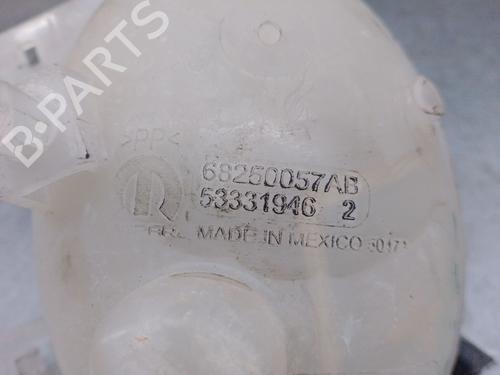 B-PARTS
>PP<
68250057AB
53331946 2
MADE IN MEXICO